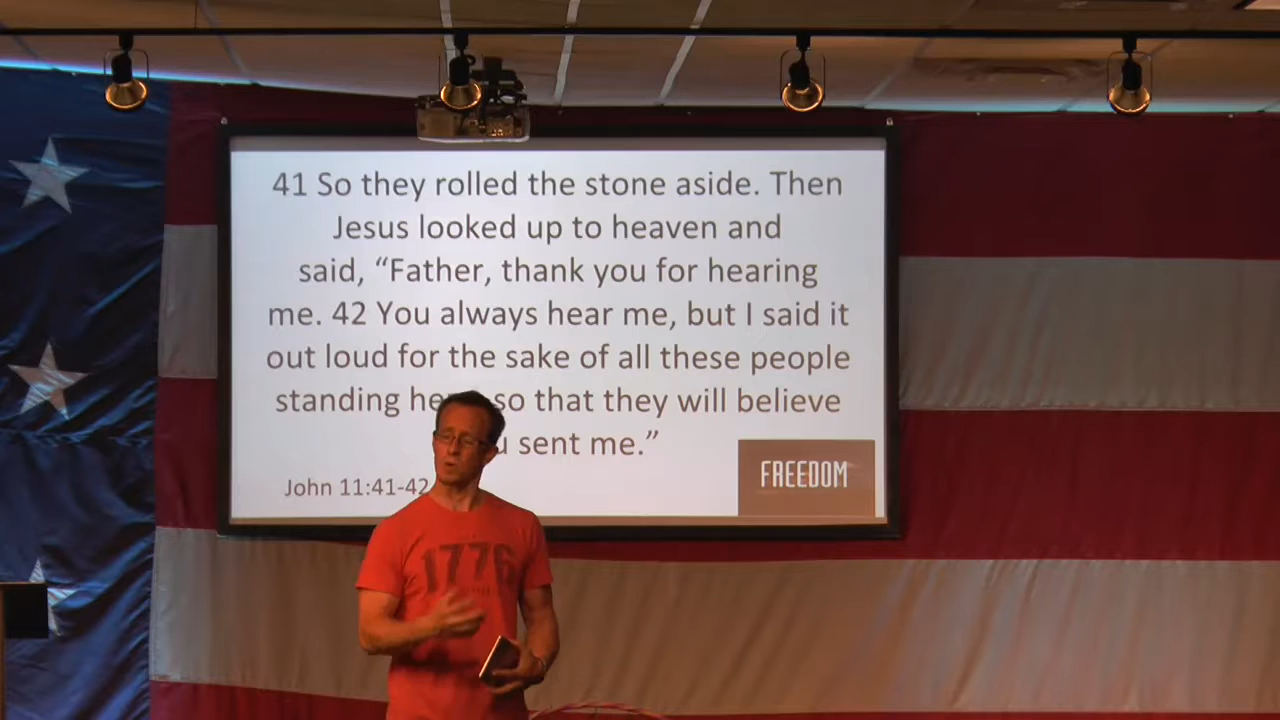 41 So they rolled the stone aside. Then
Jesus looked up to heaven and
said, “Father, thank you for hearing
me. 42 You always hear me, but I said it
out loud for the sake of all these people
standing he so that they will believe
u sent me.”
John 11:41-42
FREEDOM
1776